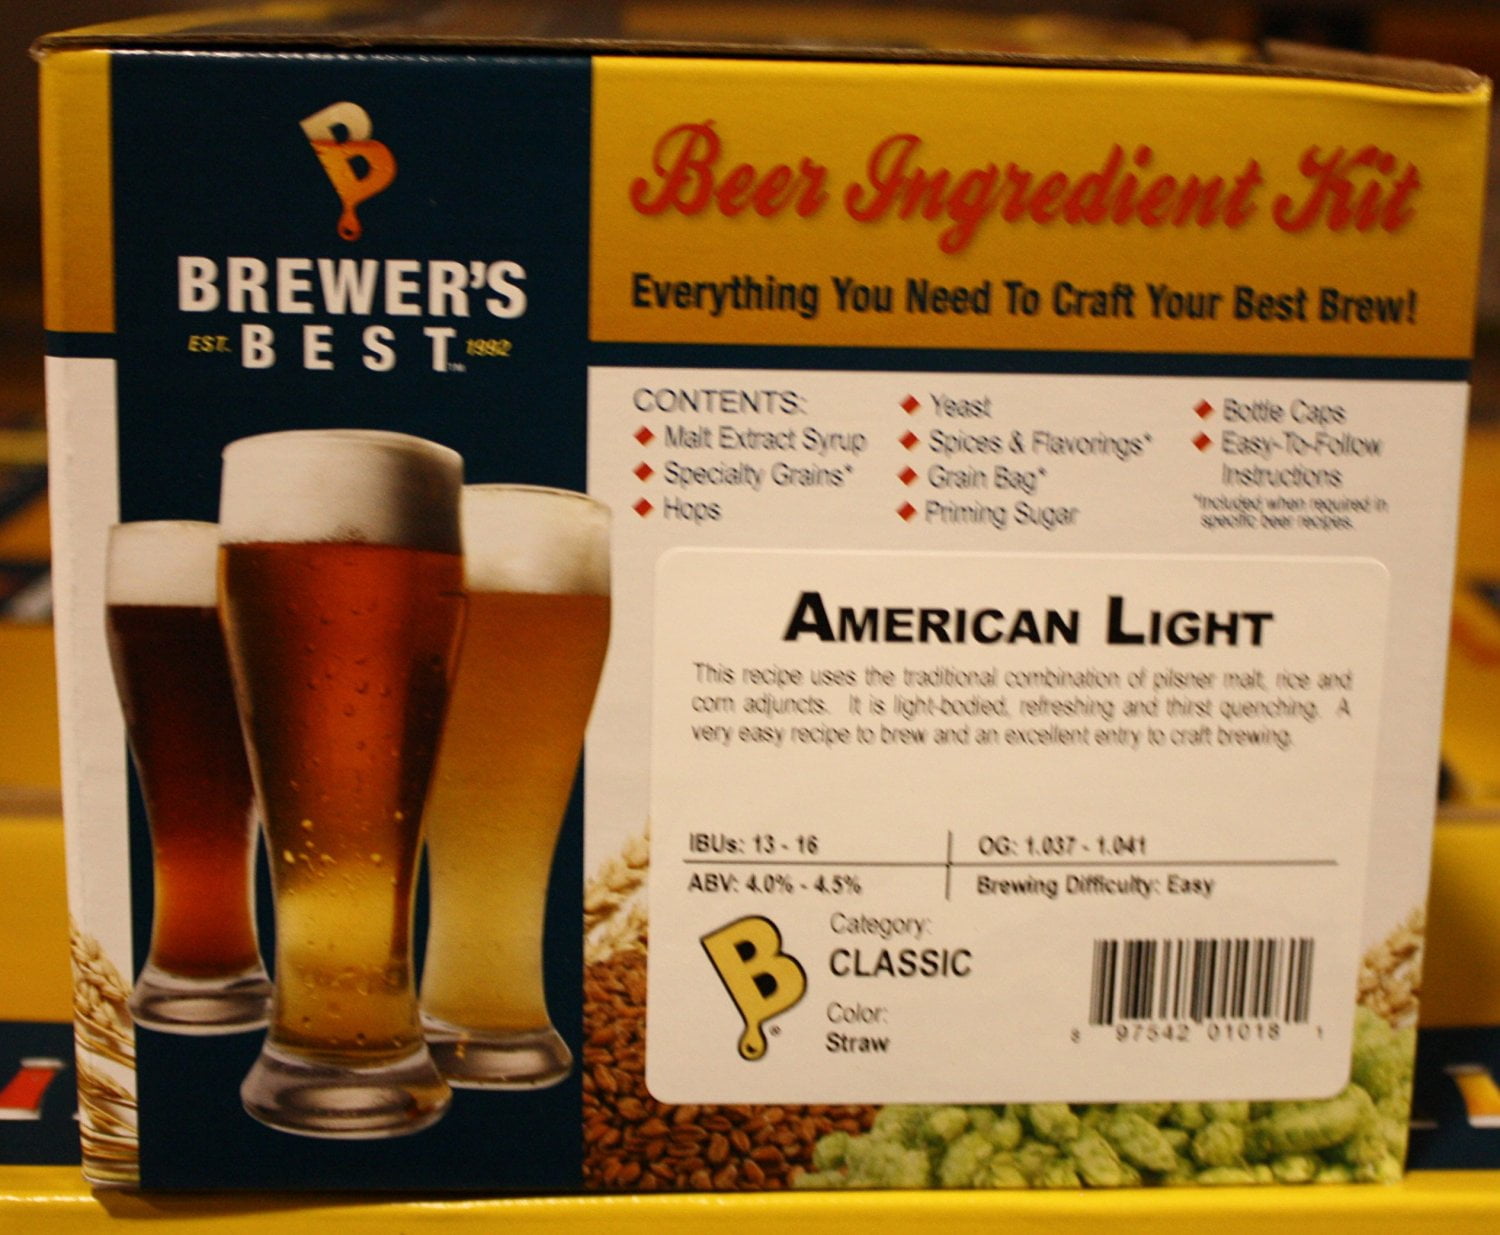 BREWER'S
EST. BEST™ 1992
Beer Ingredient Kit
Everything You Need To Craft Your Best Brew!
CONTENTS:
Malt Extract Syrup
Specialty Grains*
Hops
Yeast
Spices & Flavorings*
Grain Bag*
Priming Sugar
Bottle Caps
Easy-To-Follow
Instructions
*Included when required in
specific beer recipes.
AMERICAN LIGHT
This recipe uses the traditional combination of pilsner malt, rice and
corn adjuncts. It is light-bodied, refreshing and thirst quenching. A
very easy recipe to brew and an excellent entry to craft brewing.
IBUs: 13 - 16
OG: 1.037 - 1.041
ABV: 4.0% - 4.5%
Brewing Difficulty: Easy
B®
Category:
CLASSIC
Color:
Straw
8 97542 01018 1